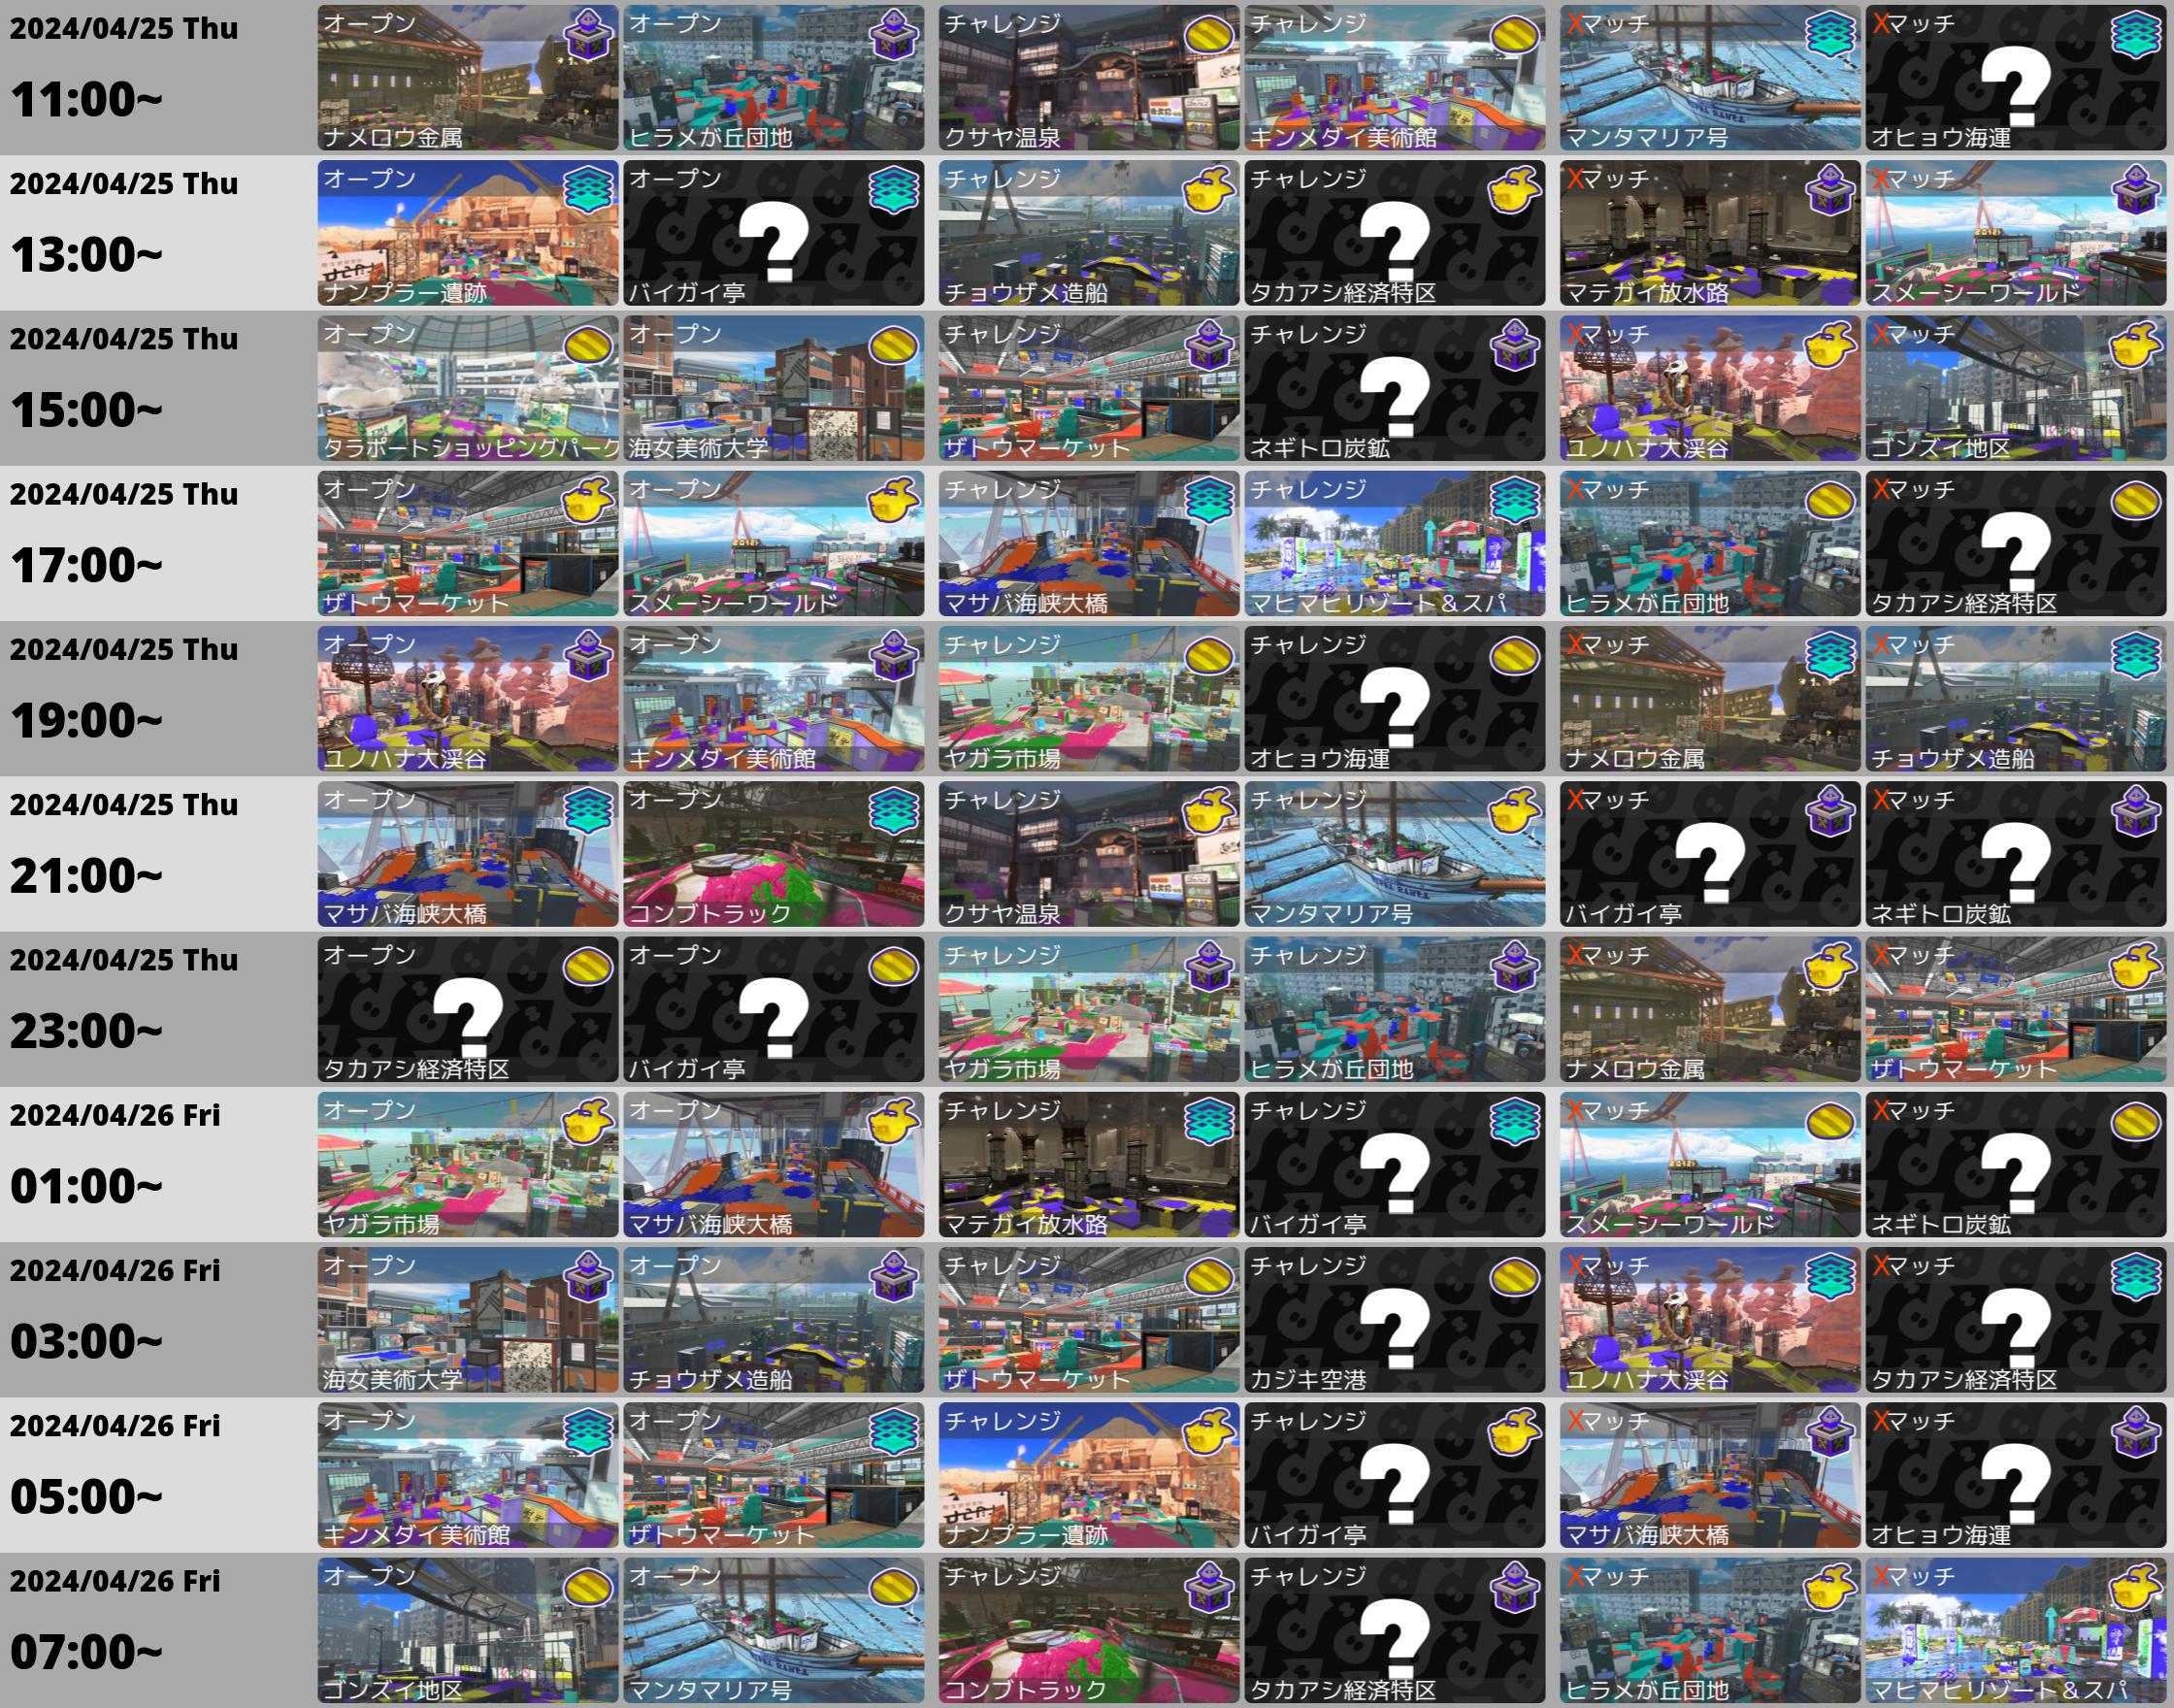 2024/04/25 Thu
11:00~
オープン
ナメロウ金属
オープン
ヒラメが丘団地
チャレンジ
クサヤ温泉
チャレンジ
キンメダイ美術館
Xマッチ
マンタマリア号
Xマッチ
オヒョウ海運
2024/04/25 Thu
13:00~
オープン
ナンプラー遺跡
オープン
バイガイ亭
チャレンジ
チョウザメ造船
チャレンジ
タカアシ経済特区
Xマッチ
マテガイ放水路
Xマッチ
スメーシーワールド
2024/04/25 Thu
15:00~
オープン
タラポートショッピングパーク
オープン
海女美術大学
チャレンジ
ザトウマーケット
チャレンジ
ネギトロ炭鉱
Xマッチ
ユノハナ大渓谷
Xマッチ
ゴンズイ地区
2024/04/25 Thu
17:00~
オープン
ザトウマーケット
オープン
スメーシーワールド
チャレンジ
マサバ海峡大橋
チャレンジ
マヒマヒリゾート＆スパ
Xマッチ
ヒラメが丘団地
Xマッチ
タカアシ経済特区
2024/04/25 Thu
19:00~
オープン
ユノハナ大渓谷
オープン
キンメダイ美術館
チャレンジ
ヤガラ市場
チャレンジ
オヒョウ海運
Xマッチ
ナメロウ金属
Xマッチ
チョウザメ造船
2024/04/25 Thu
21:00~
オープン
マサバ海峡大橋
オープン
コンブトラック
チャレンジ
クサヤ温泉
チャレンジ
マンタマリア号
Xマッチ
バイガイ亭
Xマッチ
ネギトロ炭鉱
2024/04/25 Thu
23:00~
オープン
タカアシ経済特区
オープン
バイガイ亭
チャレンジ
ヤガラ市場
チャレンジ
ヒラメが丘団地
Xマッチ
ナメロウ金属
Xマッチ
ザトウマーケット
2024/04/26 Fri
01:00~
オープン
ヤガラ市場
オープン
マサバ海峡大橋
チャレンジ
マテガイ放水路
チャレンジ
バイガイ亭
Xマッチ
スメーシーワールド
Xマッチ
ネギトロ炭鉱
2024/04/26 Fri
03:00~
オープン
海女美術大学
オープン
チョウザメ造船
チャレンジ
ザトウマーケット
チャレンジ
カジキ空港
Xマッチ
ユノハナ大渓谷
Xマッチ
タカアシ経済特区
2024/04/26 Fri
05:00~
オープン
キンメダイ美術館
オープン
ザトウマーケット
チャレンジ
ナンプラー遺跡
チャレンジ
バイガイ亭
Xマッチ
マサバ海峡大橋
Xマッチ
オヒョウ海運
2024/04/26 Fri
07:00~
オープン
ゴンズイ地区
オープン
マンタマリア号
チャレンジ
コンブトラック
チャレンジ
タカアシ経済特区
Xマッチ
ヒラメが丘団地
Xマッチ
マヒマヒリゾート＆スパ